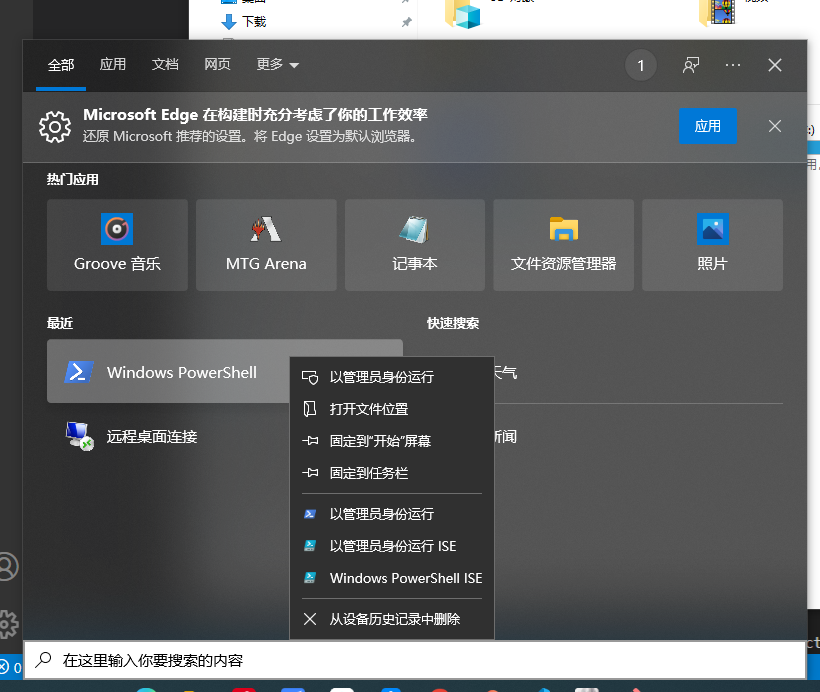 下载
全部
应用
文档
网页
更多
1
Microsoft Edge 在构建时充分考虑了你的工作效率
还原 Microsoft 推荐的设置。将 Edge 设置为默认浏览器。
应用
热门应用
Groove 音乐
MTG Arena
记事本
文件资源管理器
照片
最近
快速搜索
Windows PowerShell
天气
远程桌面连接
新闻
以管理员身份运行
打开文件位置
固定到"开始"屏幕
固定到任务栏
以管理员身份运行
以管理员身份运行 ISE
Windows PowerShell ISE
从设备历史记录中删除
0
在这里输入你要搜索的内容